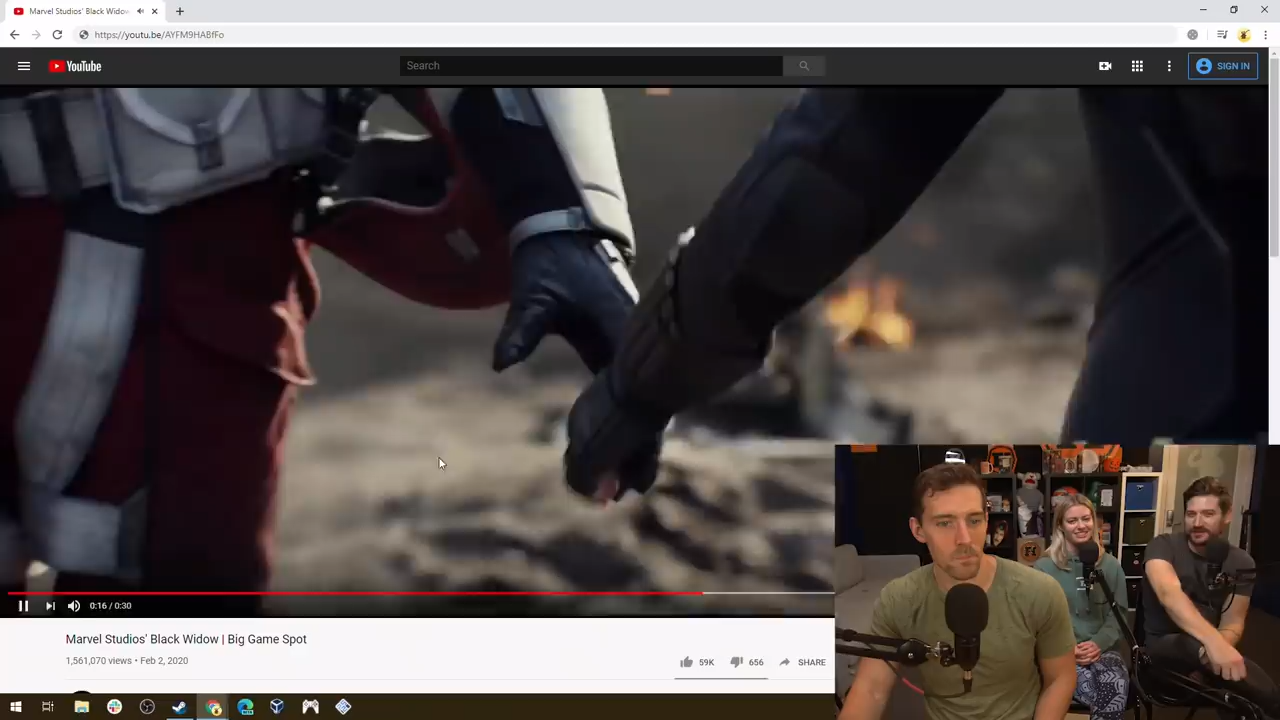 Marvel Studios' Black Widow
https://youtu.be/AYFM9HABfFo
YouTube
Search
SIGN IN
0:16 / 0:30
Marvel Studios' Black Widow | Big Game Spot
1,561,070 views • Feb 2, 2020
59K
656
SHARE